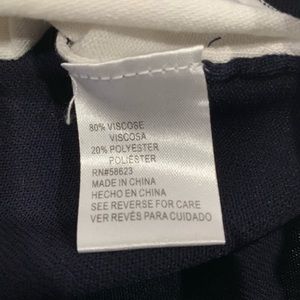 80% VISCOSE
VISCOSA
20% POLYESTER
POLIÉSTER
RN#58623
MADE IN CHINA
HECHO EN CHINA
SEE REVERSE FOR CARE
VER REVÉS PARA CUIDADO